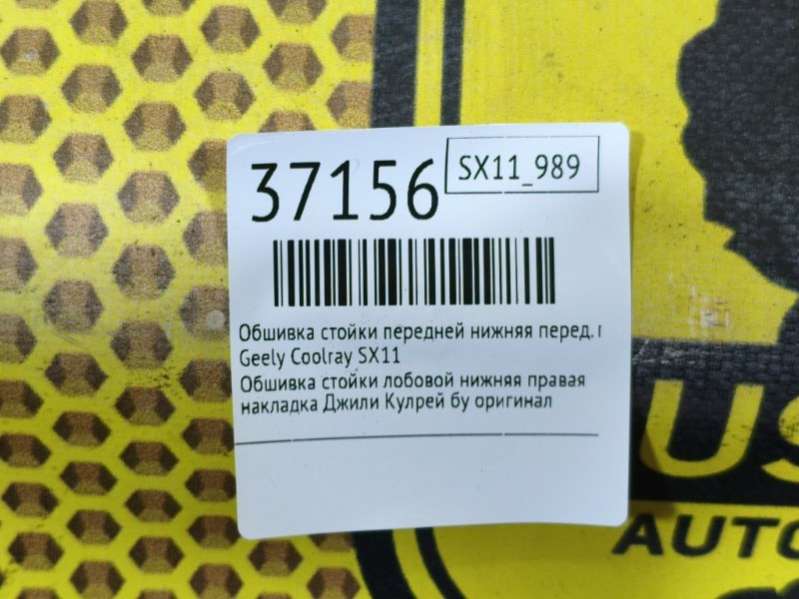 37156
SX11_989
Обшивка стойки передней нижняя перед.
Geely Coolray SX11
Обшивка стойки лобовой нижняя правая
накладка Джили Кулрей бу оригинал
US
AUTO